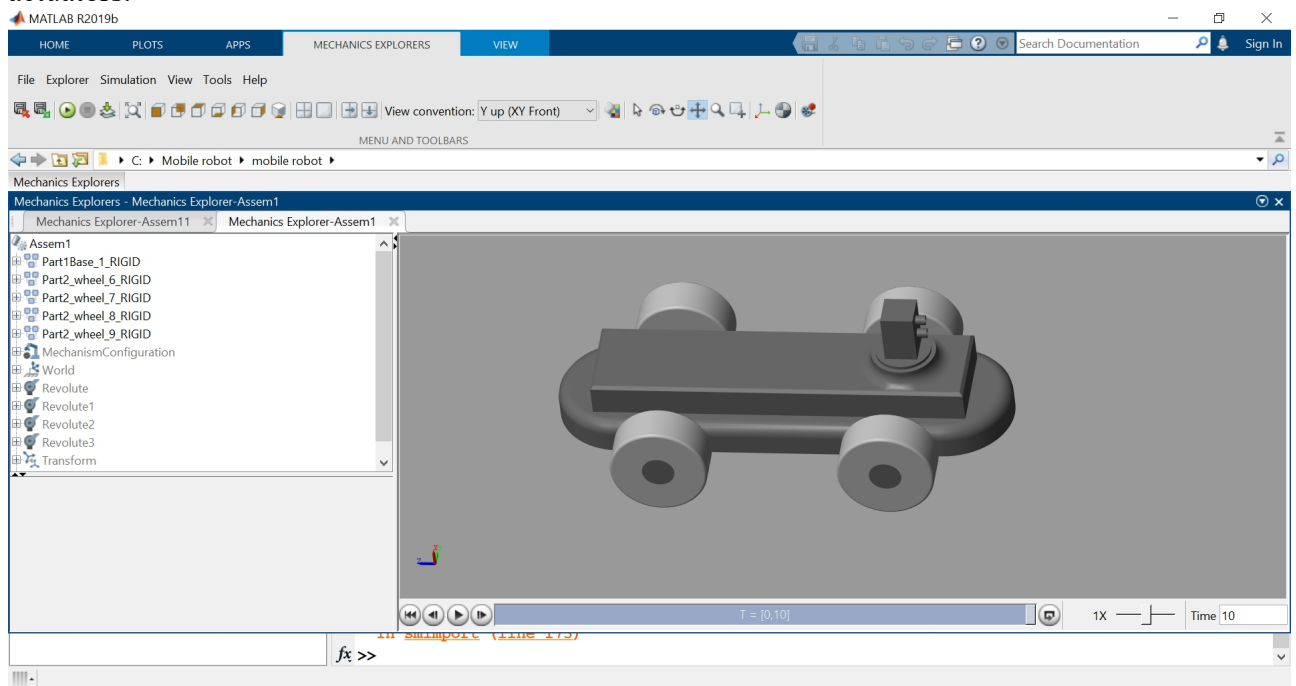 MATLAB R2019b
HOME PLOTS APPS MECHANICS EXPLORERS VIEW Search Documentation Sign In
File Explorer Simulation View Tools Help
View convention: Y up (XY Front)
MENU AND TOOLBARS
C: Mobile robot mobile robot
Mechanics Explorers
Mechanics Explorers - Mechanics Explorer-Assem1
Mechanics Explorer-Assem11 Mechanics Explorer-Assem1
Assem1
Part1Base_1_RIGID
Part2_wheel_6_RIGID
Part2_wheel_7_RIGID
Part2_wheel_8_RIGID
Part2_wheel_9_RIGID
MechanismConfiguration
World
Revolute
Revolute1
Revolute2
Revolute3
Transform
T = [0,10] 1X Time 10
In smimport (line 173)
fx >>